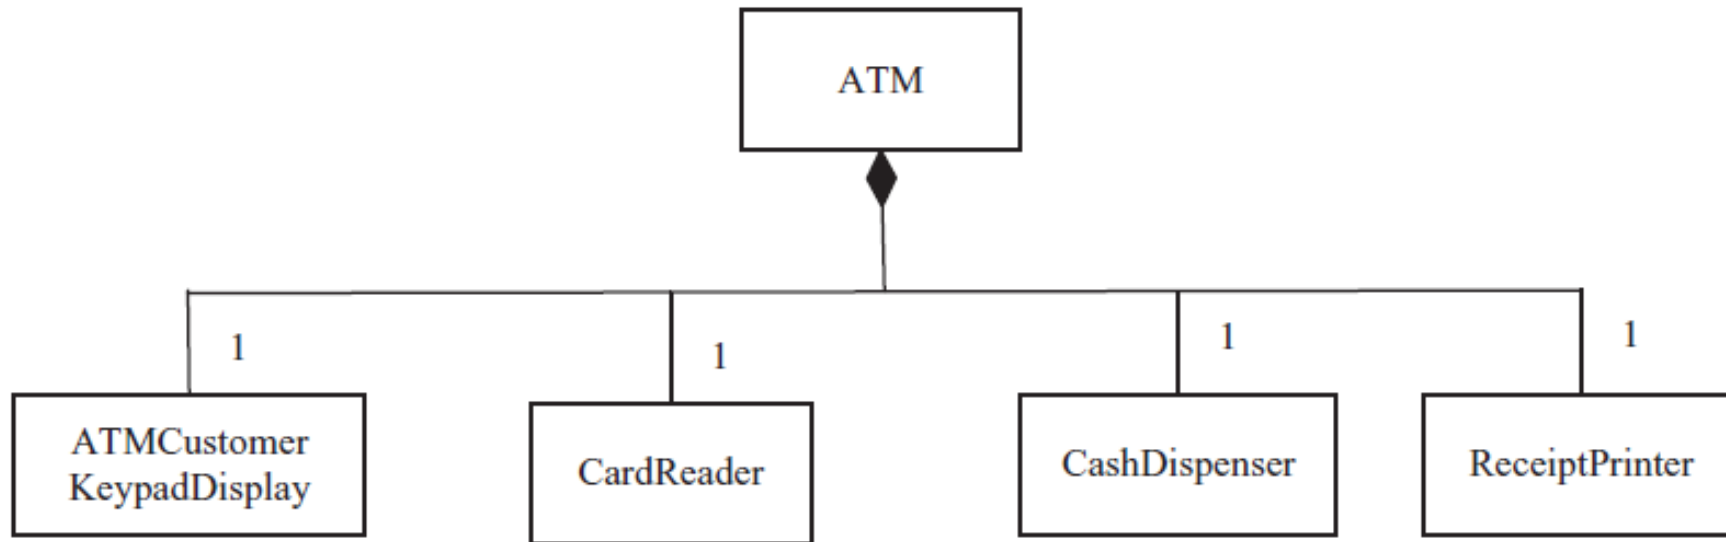 ATM
1
1
1
1
ATMCustomer
KeypadDisplay
CardReader
CashDispenser
ReceiptPrinter